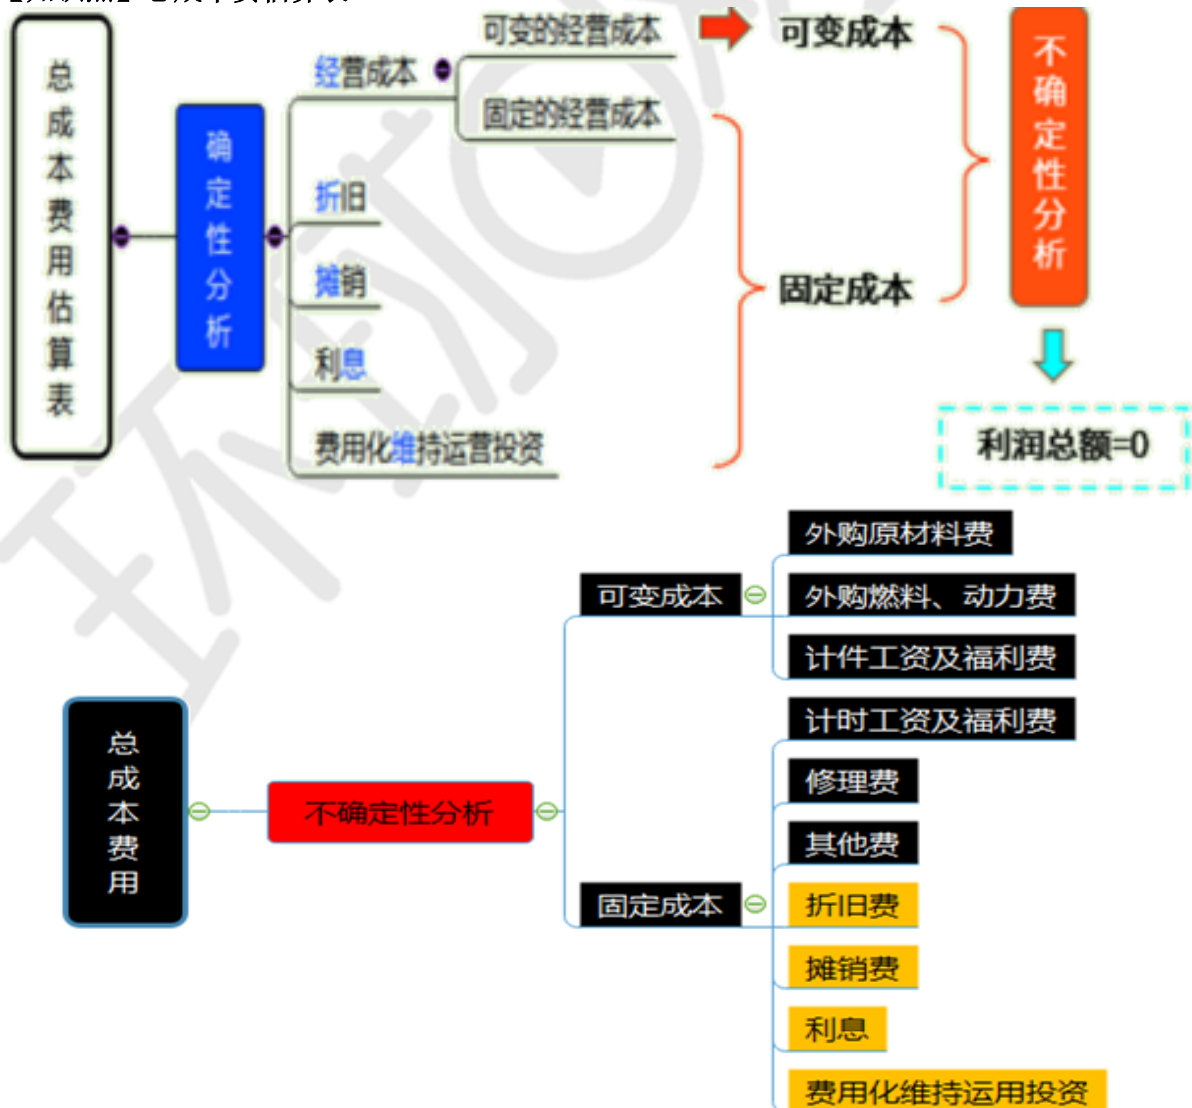 总成本费用估算表
确定性分析
经营成本
可变的经营成本
固定的经营成本
折旧
摊销
利息
费用化维持运营投资
可变成本
固定成本
不确定性分析
利润总额=0
总成本费用
不确定性分析
可变成本
外购原材料费
外购燃料、动力费
计件工资及福利费
固定成本
计时工资及福利费
修理费
其他费
折旧费
摊销费
利息
费用化维持运用投资
环球